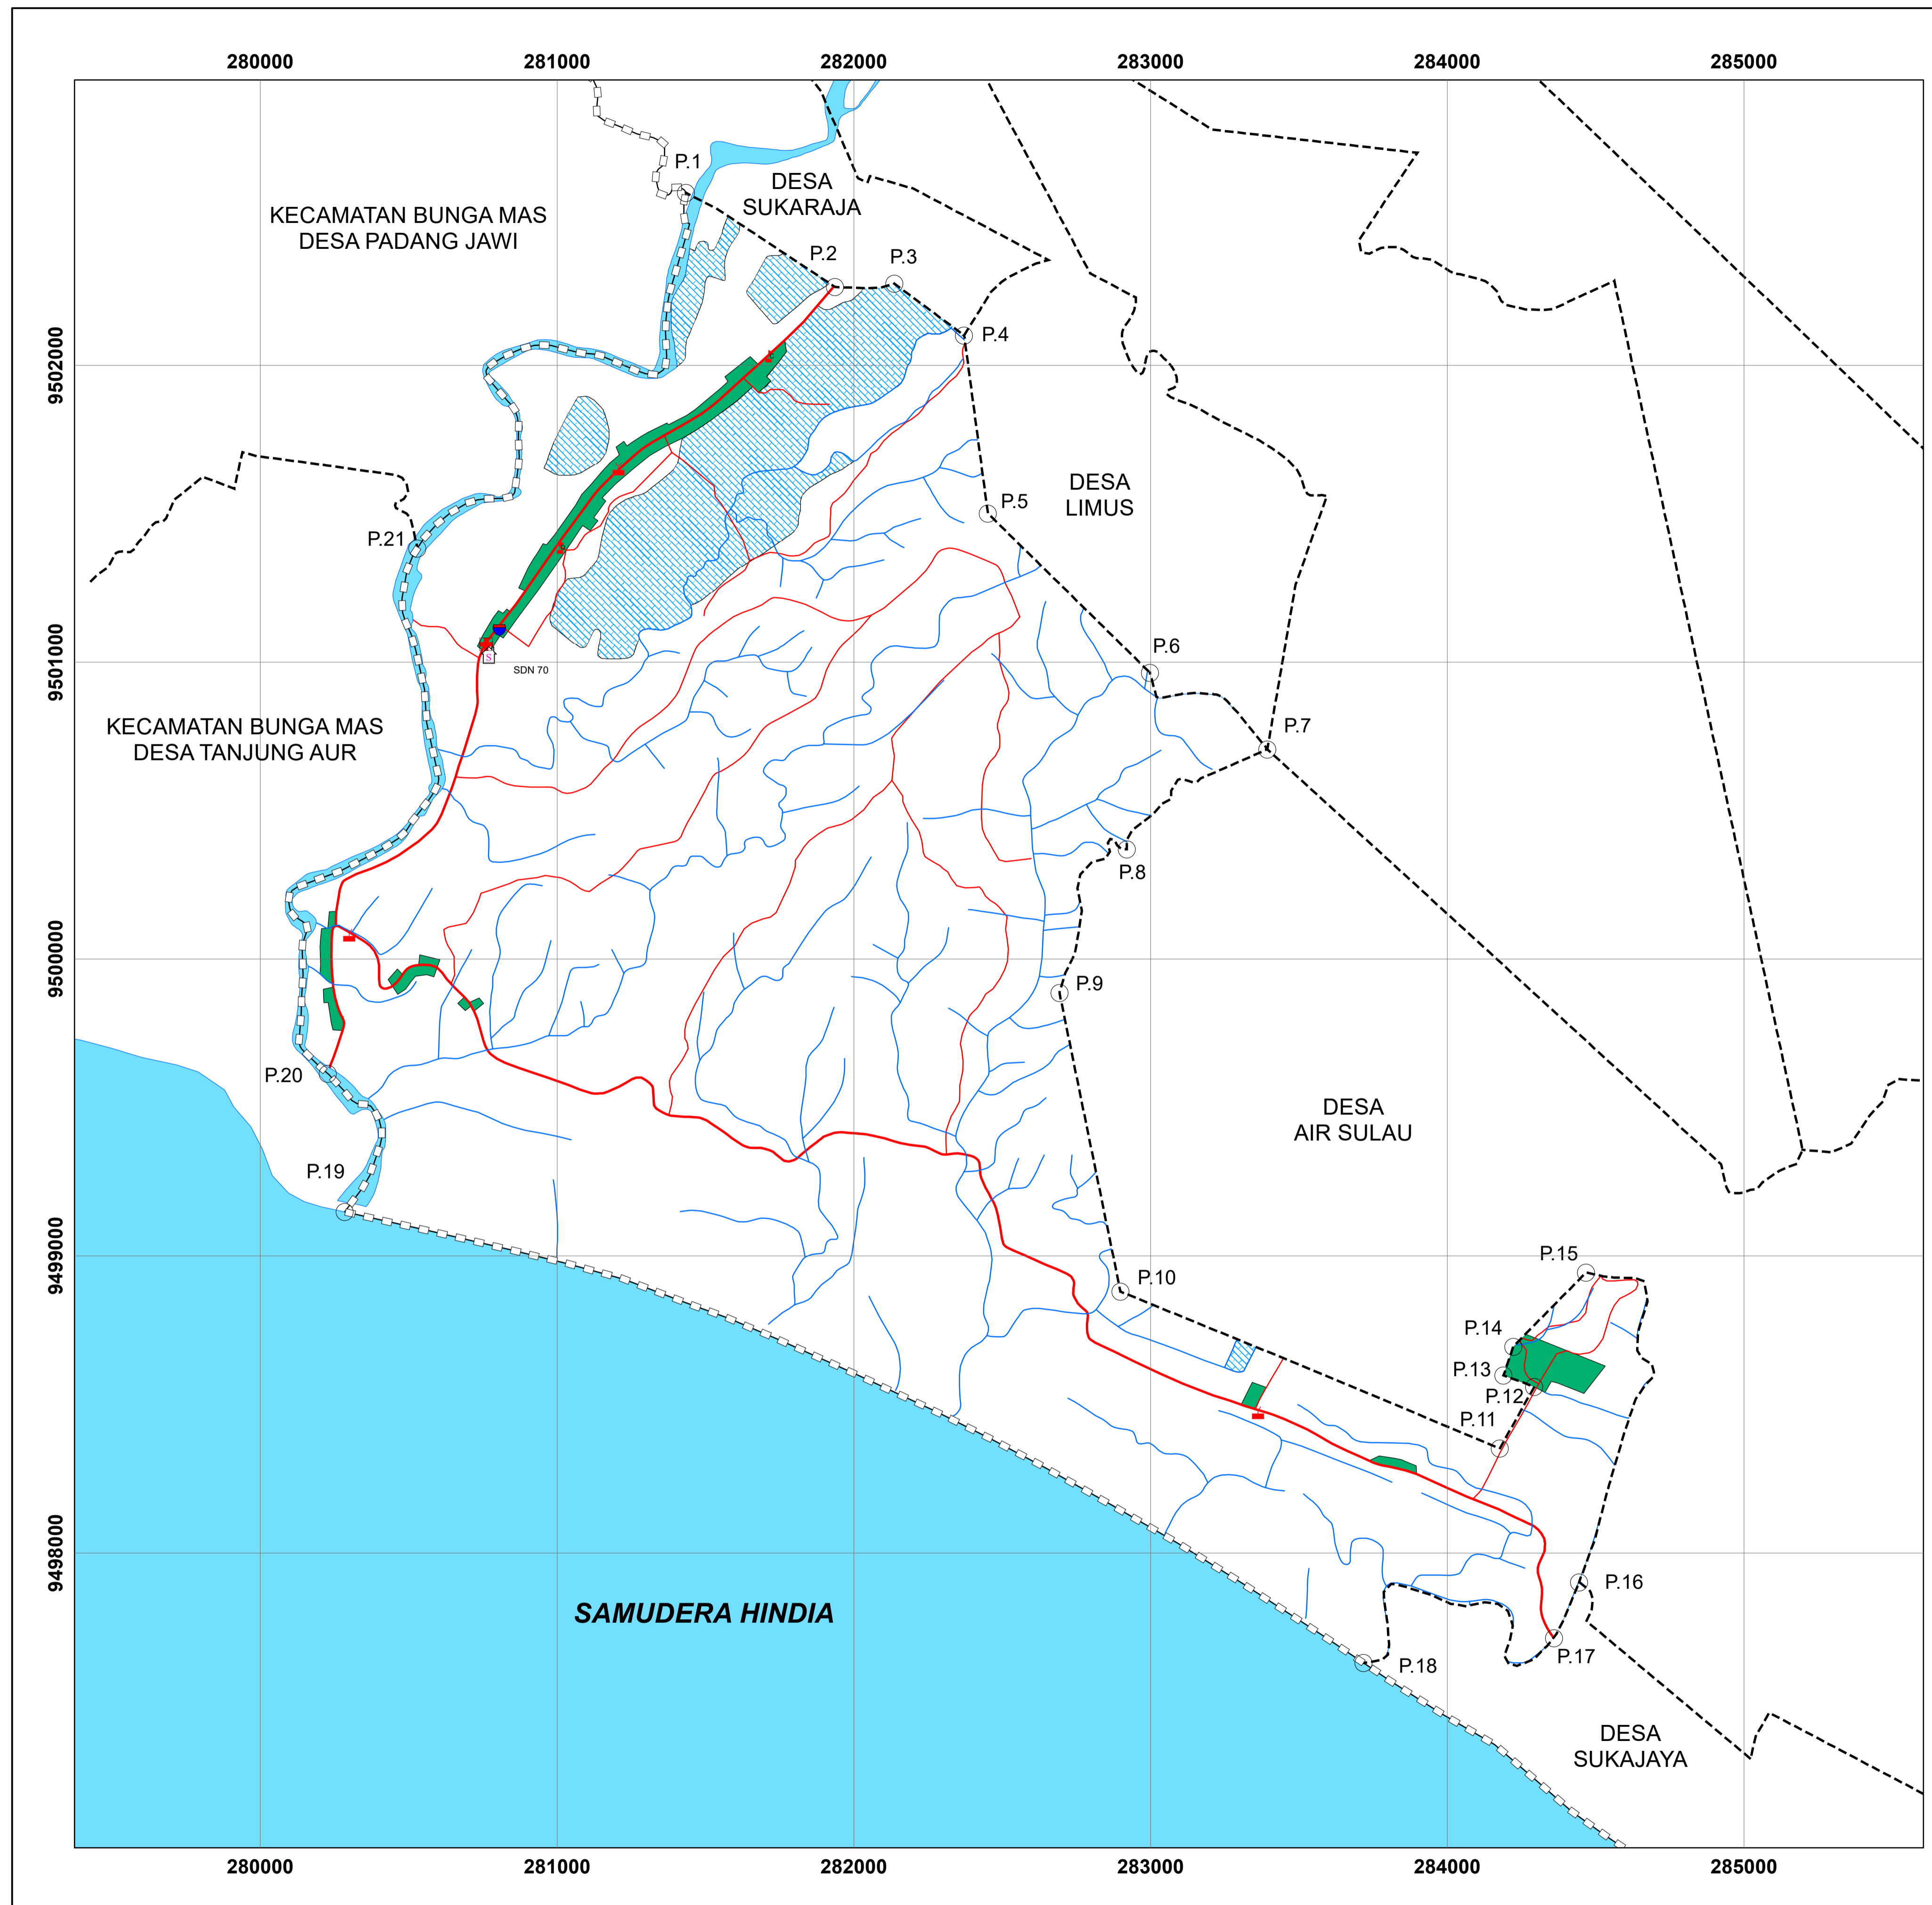 280000
281000
282000
283000
284000
285000
P.1
DESA
SUKARAJA
KECAMATAN BUNGA MAS
DESA PADANG JAWI
P.2
P.3
P.4
9502000
DESA
LIMUS
P.5
P.21
P.6
9501000
SDN 70
S
KECAMATAN BUNGA MAS
DESA TANJUNG AUR
P.7
P.8
9500000
P.9
P.20
DESA
AIR SULAU
P.19
9499000
P.15
P.10
P.14
P.13
P.12
P.11
9498000
P.16
SAMUDERA HINDIA
P.17
P.18
DESA
SUKAJAYA
280000
281000
282000
283000
284000
285000